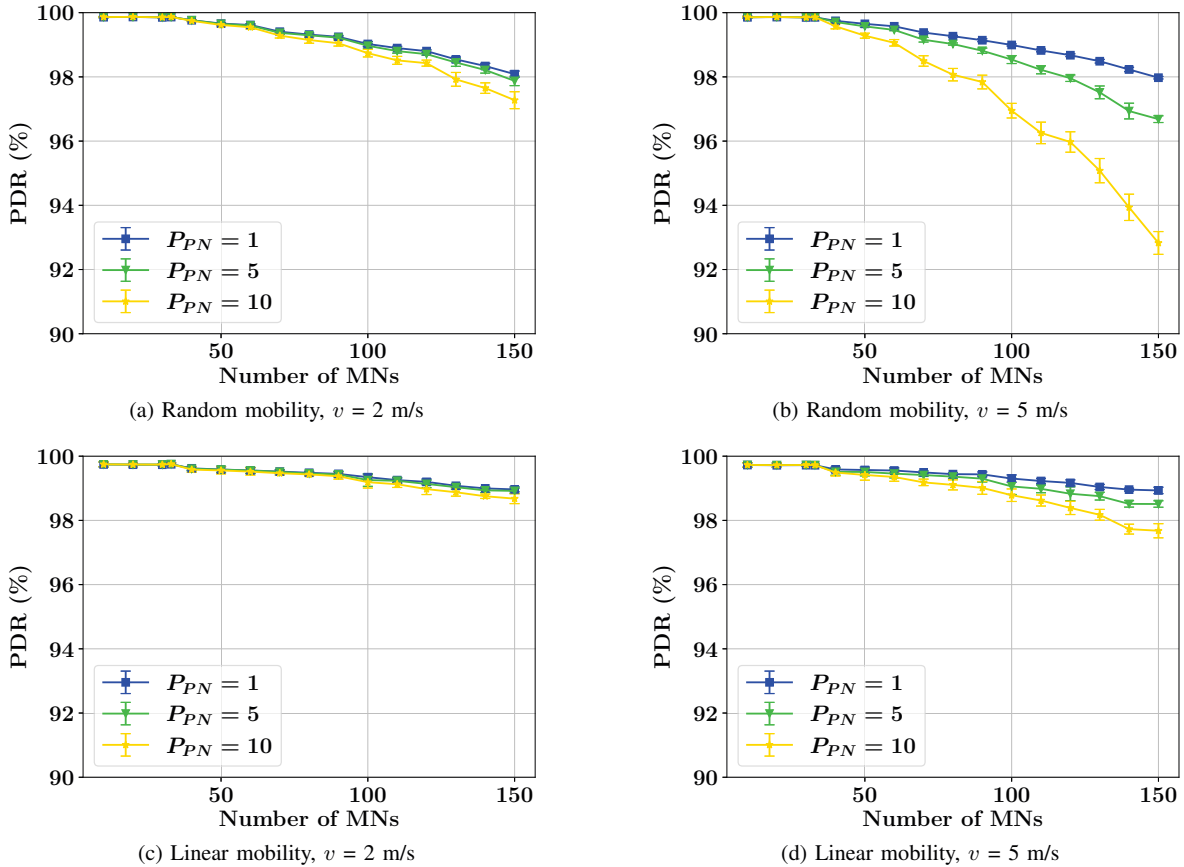 100
98
96
94
92
90
PDR (%)
P_PN = 1
P_PN = 5
P_PN = 10
50
100
150
Number of MNs
(a) Random mobility, v = 2 m/s
100
98
96
94
92
90
PDR (%)
P_PN = 1
P_PN = 5
P_PN = 10
50
100
150
Number of MNs
(b) Random mobility, v = 5 m/s
100
98
96
94
92
90
PDR (%)
P_PN = 1
P_PN = 5
P_PN = 10
50
100
150
Number of MNs
(c) Linear mobility, v = 2 m/s
100
98
96
94
92
90
PDR (%)
P_PN = 1
P_PN = 5
P_PN = 10
50
100
150
Number of MNs
(d) Linear mobility, v = 5 m/s